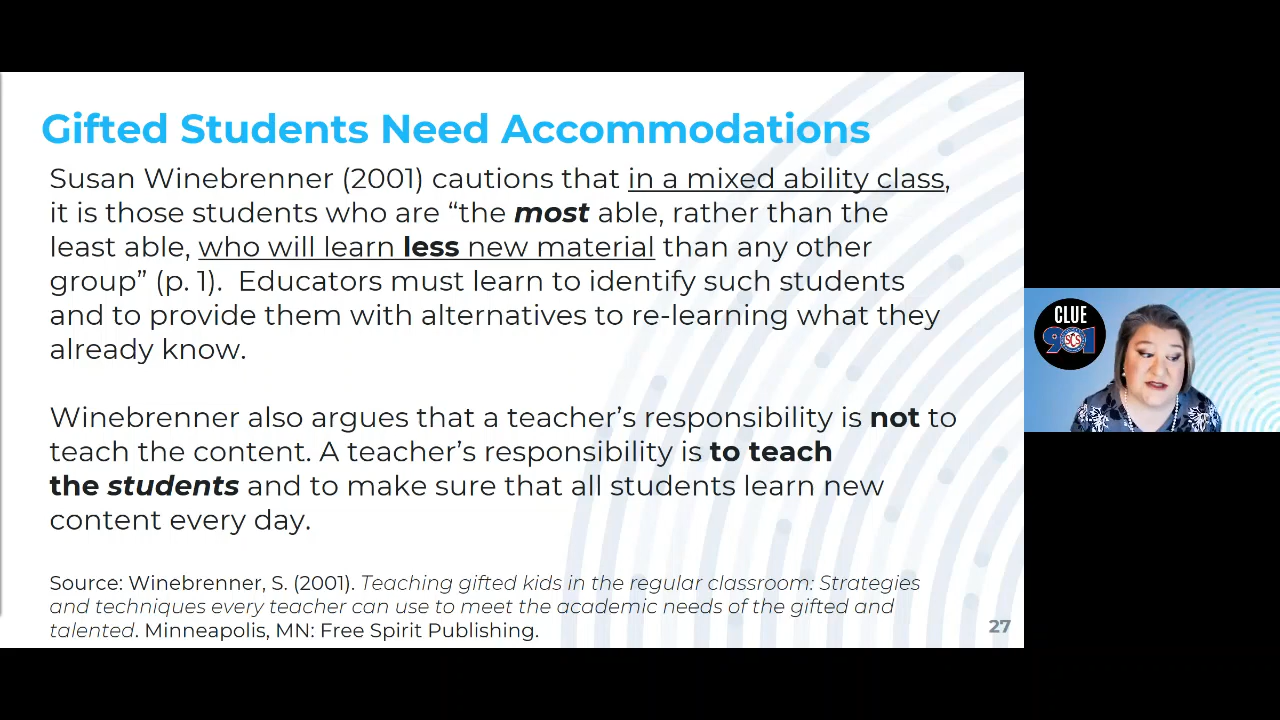 Gifted Students Need Accommodations
Susan Winebrenner (2001) cautions that in a mixed ability class,
it is those students who are “the most able, rather than the
least able, who will learn less new material than any other
group” (p. 1).  Educators must learn to identify such students
and to provide them with alternatives to re-learning what they
already know.
Winebrenner also argues that a teacher’s responsibility is not to
teach the content. A teacher’s responsibility is to teach
the students and to make sure that all students learn new
content every day.
Source: Winebrenner, S. (2001). Teaching gifted kids in the regular classroom: Strategies
and techniques every teacher can use to meet the academic needs of the gifted and
talented. Minneapolis, MN: Free Spirit Publishing.
27
CLUE
901
SCS